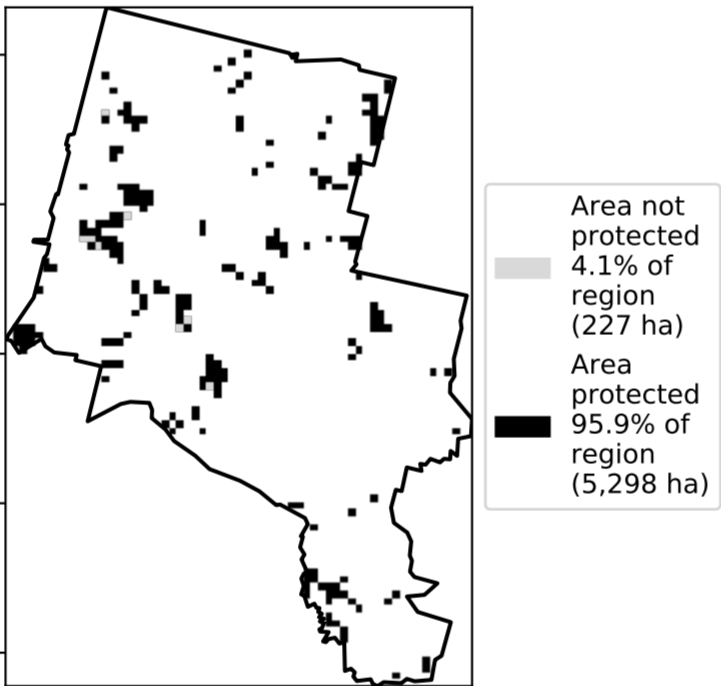 Area not
protected
4.1% of
region
(227 ha)
Area
protected
95.9% of
region
(5,298 ha)